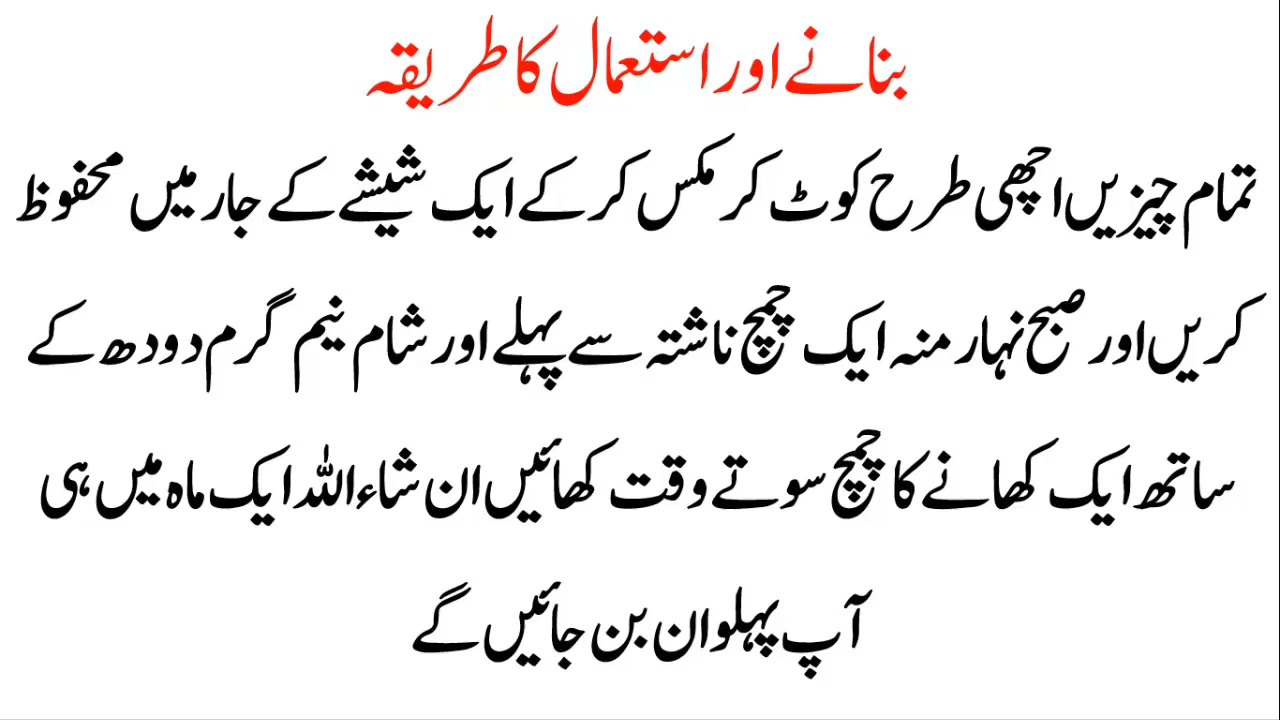 بنانے اور استعمال کا طریقہ
تمام چیزیں اچھی طرح کوٹ کر مکس کر کے ایک شیشے کے جار میں محفوظ
کریں اور صبح نہار منہ ایک چمچ ناشتہ سے پہلے اور شام نیم گرم دودھ کے
ساتھ ایک کھانے کا چمچ سوتے وقت کھائیں ان شاء اللہ ایک ماہ میں ہی
آپ پہلوان بن جائیں گے